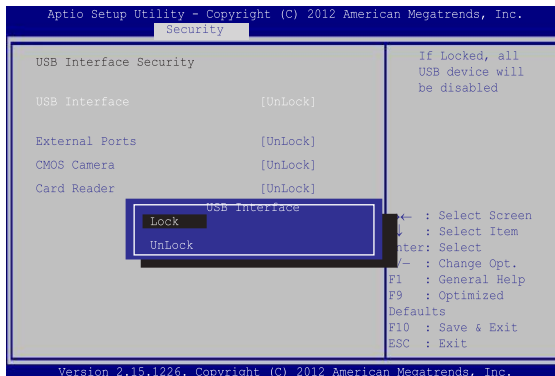 Aptio Setup Utility - Copyright (C) 2012 American Megatrends, Inc.
Security
USB Interface Security
USB Interface [UnLock]
External Ports [UnLock]
CMOS Camera [UnLock]
Card Reader [UnLock]
USB Interface
Lock
UnLock
If Locked, all
USB device will
be disabled
→← : Select Screen
↓ : Select Item
nter: Select
/— : Change Opt.
F1 : General Help
F9 : Optimized
Defaults
F10 : Save & Exit
ESC : Exit
Version 2.15.1226. Copyright (C) 2012 American Megatrends, Inc.